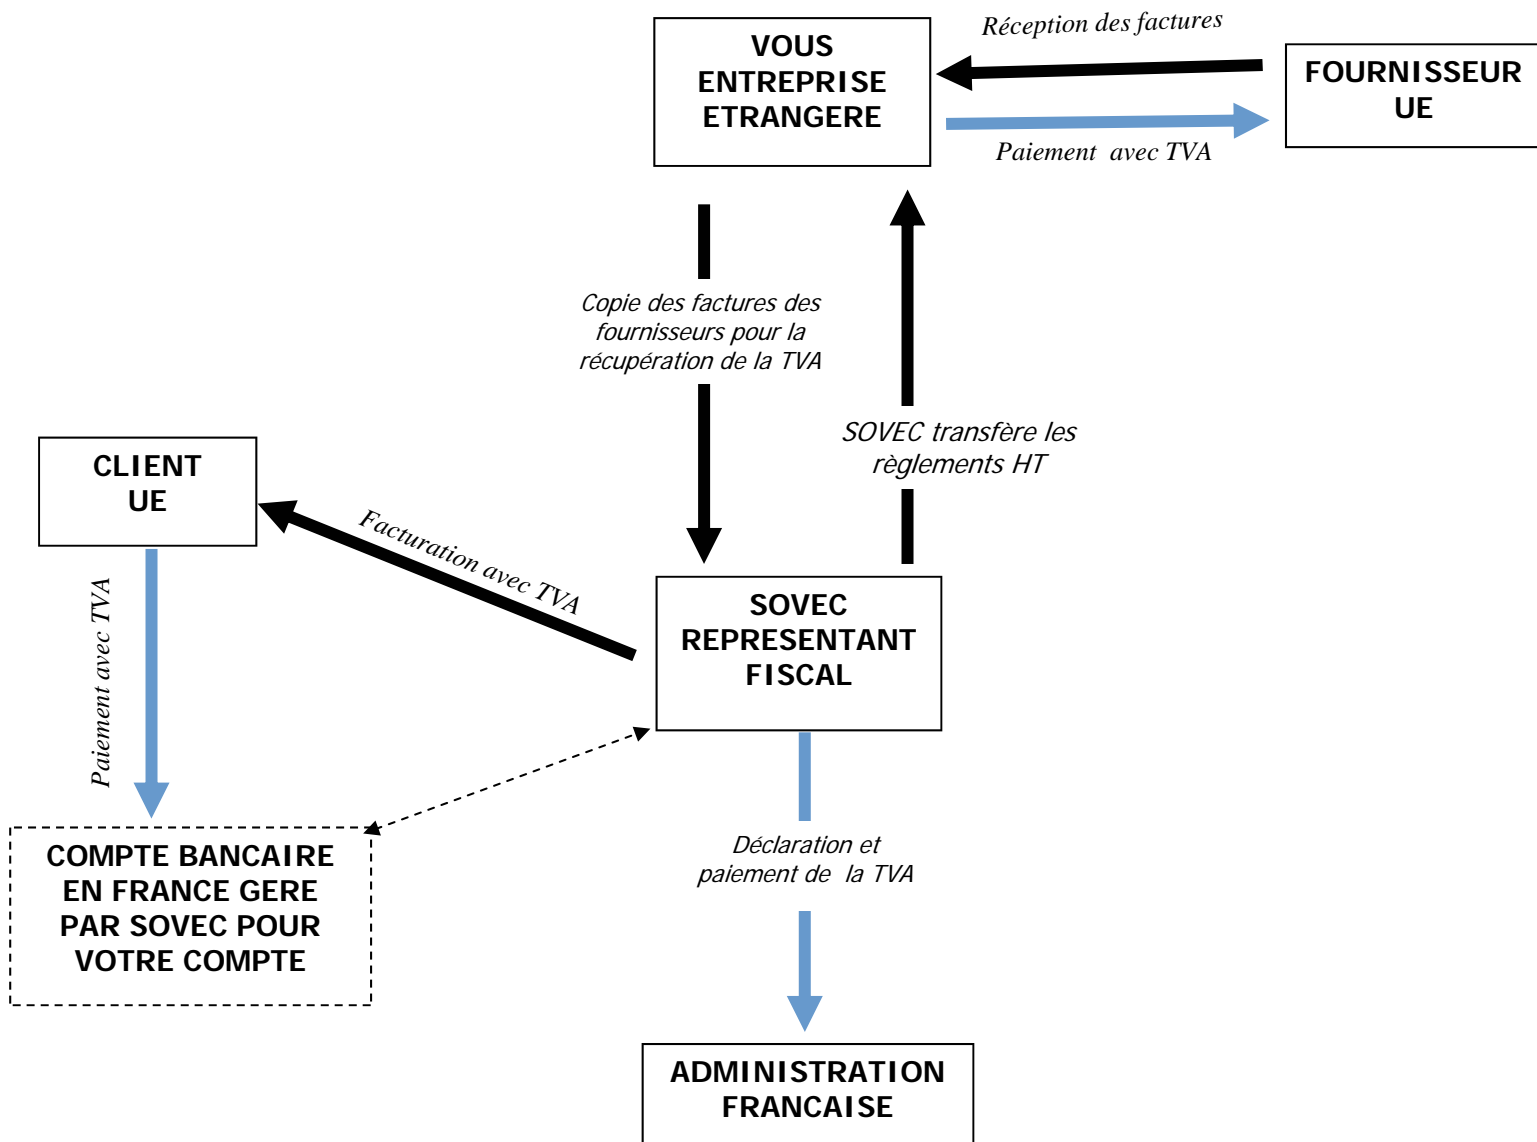 VOUS
ENTREPRISE
ETRANGERE
Réception des factures
FOURNISSEUR
UE
Paiement avec TVA
Copie des factures des
fournisseurs pour la
récupération de la TVA
SOVEC transfère les
règlements HT
CLIENT
UE
Facturation avec TVA
Paiement avec TVA
SOVEC
REPRESENTANT
FISCAL
COMPTE BANCAIRE
EN FRANCE GERE
PAR SOVEC POUR
VOTRE COMPTE
Déclaration et
paiement de la TVA
ADMINISTRATION
FRANCAISE